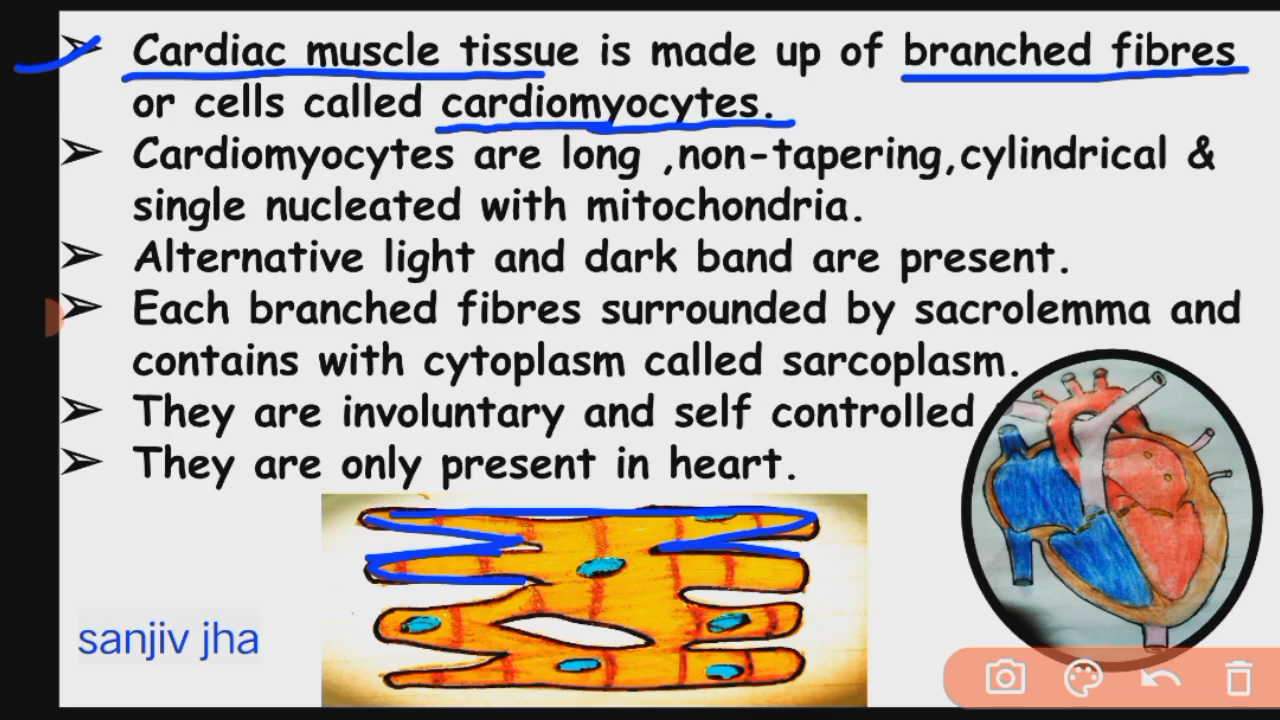 ➢ Cardiac muscle tissue is made up of branched fibres
or cells called cardiomyocytes.
➢ Cardiomyocytes are long ,non-tapering,cylindrical &
single nucleated with mitochondria.
➢ Alternative light and dark band are present.
➢ Each branched fibres surrounded by sacrolemma and
contains with cytoplasm called sarcoplasm.
➢ They are involuntary and self controlled
➢ They are only present in heart.
sanjiv jha